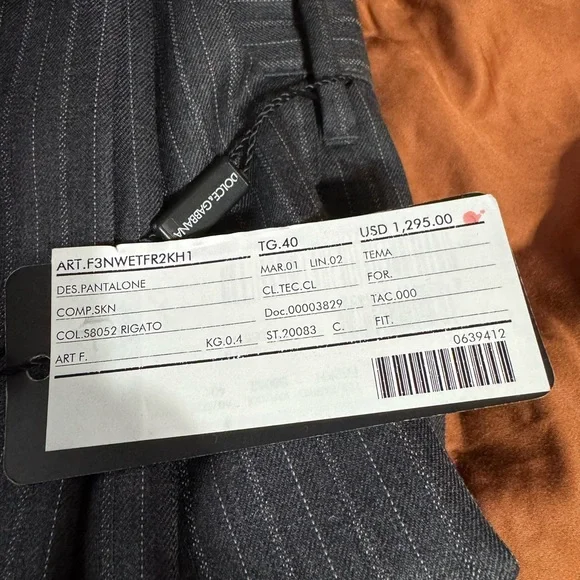 DOLCE&GABBANA
ART.F3NWETFR2KH1 TG.40 USD 1,295.00
DES.PANTALONE MAR.01 LIN.02 TEMA
COMP.SKN CL.TEC.CL FOR.
COL.S8052 RIGATO Doc.00003829 TAC.000
ART F. KG.0.4 ST.20083 C. FIT.
0639412